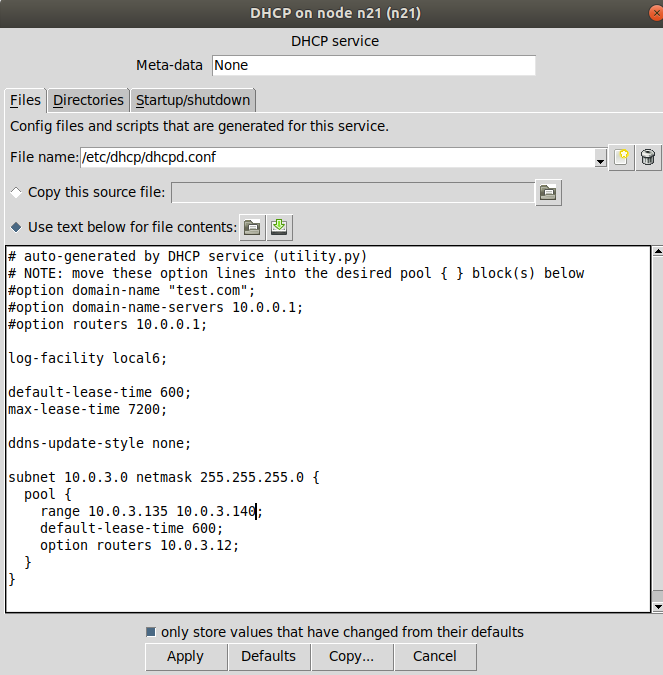 DHCP on node n21 (n21)
DHCP service
Meta-data None
Files Directories Startup/shutdown
Config files and scripts that are generated for this service.
File name: /etc/dhcp/dhcpd.conf
Copy this source file:
Use text below for file contents:
# auto-generated by DHCP service (utility.py)
# NOTE: move these option lines into the desired pool { } block(s) below
#option domain-name "test.com";
#option domain-name-servers 10.0.0.1;
#option routers 10.0.0.1;
log-facility local6;
default-lease-time 600;
max-lease-time 7200;
ddns-update-style none;
subnet 10.0.3.0 netmask 255.255.255.0 {
pool {
range 10.0.3.135 10.0.3.140;
default-lease-time 600;
option routers 10.0.3.12;
}
}
only store values that have changed from their defaults
Apply Defaults Copy... Cancel